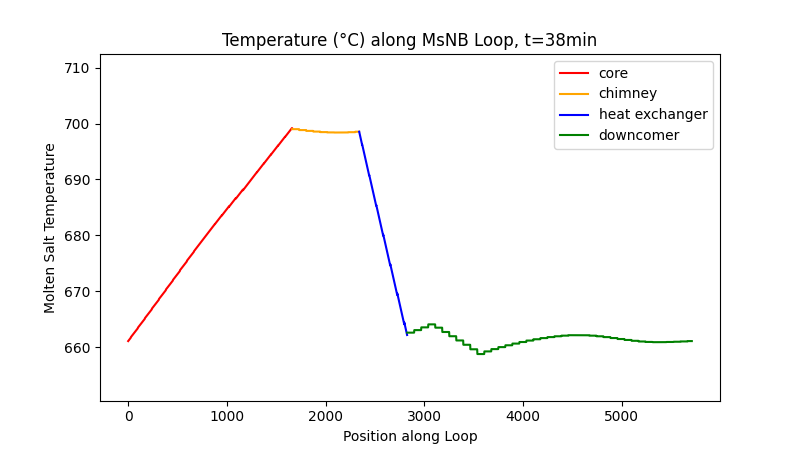 Temperature (°C) along MsNB Loop, t=38min
710
700
690
680
670
660
Molten Salt Temperature
core
chimney
heat exchanger
downcomer
0 1000 2000 3000 4000 5000
Position along Loop